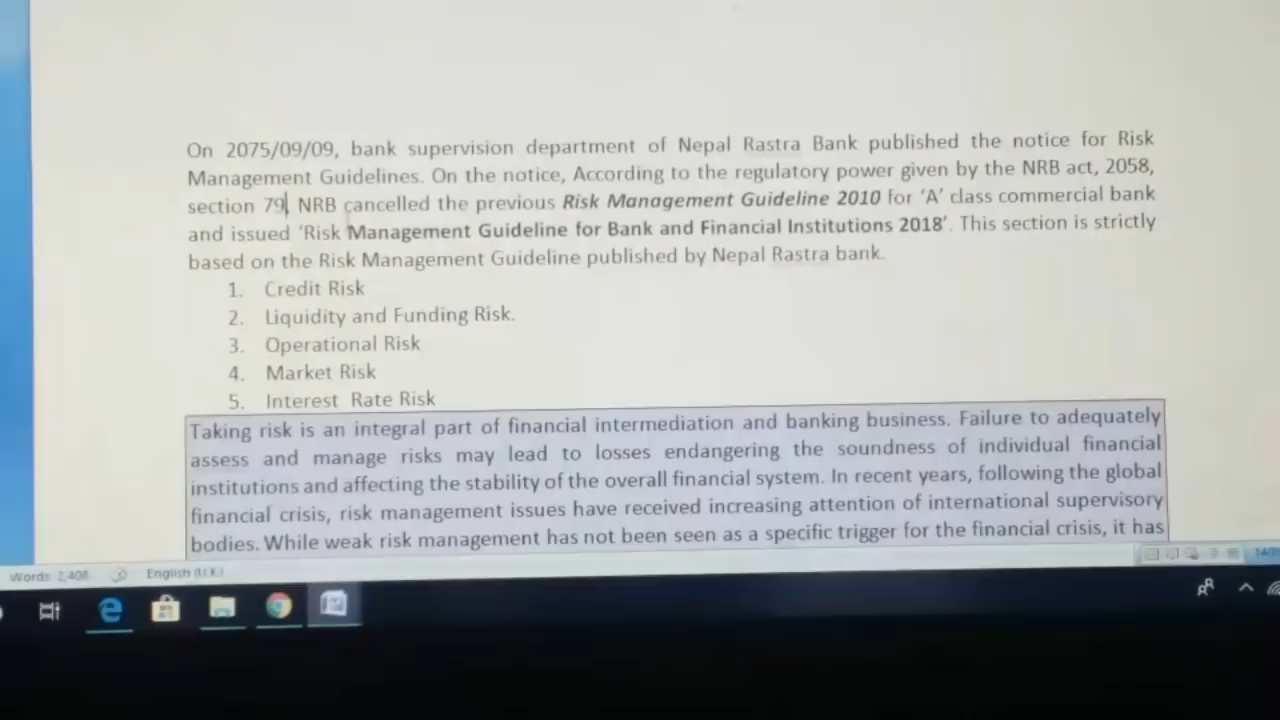 On 2075/09/09, bank supervision department of Nepal Rastra Bank published the notice for Risk
Management Guidelines. On the notice, According to the regulatory power given by the NRB act, 2058,
section 79, NRB cancelled the previous Risk Management Guideline 2010 for 'A' class commercial bank
and issued 'Risk Management Guideline for Bank and Financial Institutions 2018'. This section is strictly
based on the Risk Management Guideline published by Nepal Rastra bank.
1. Credit Risk
2. Liquidity and Funding Risk.
3. Operational Risk
4. Market Risk
5. Interest Rate Risk
Taking risk is an integral part of financial intermediation and banking business. Failure to adequately
assess and manage risks may lead to losses endangering the soundness of individual financial
institutions and affecting the stability of the overall financial system. In recent years, following the global
financial crisis, risk management issues have received increasing attention of international supervisory
bodies. While weak risk management has not been seen as a specific trigger for the financial crisis, it has
Words: 2,408 English (U.K.)